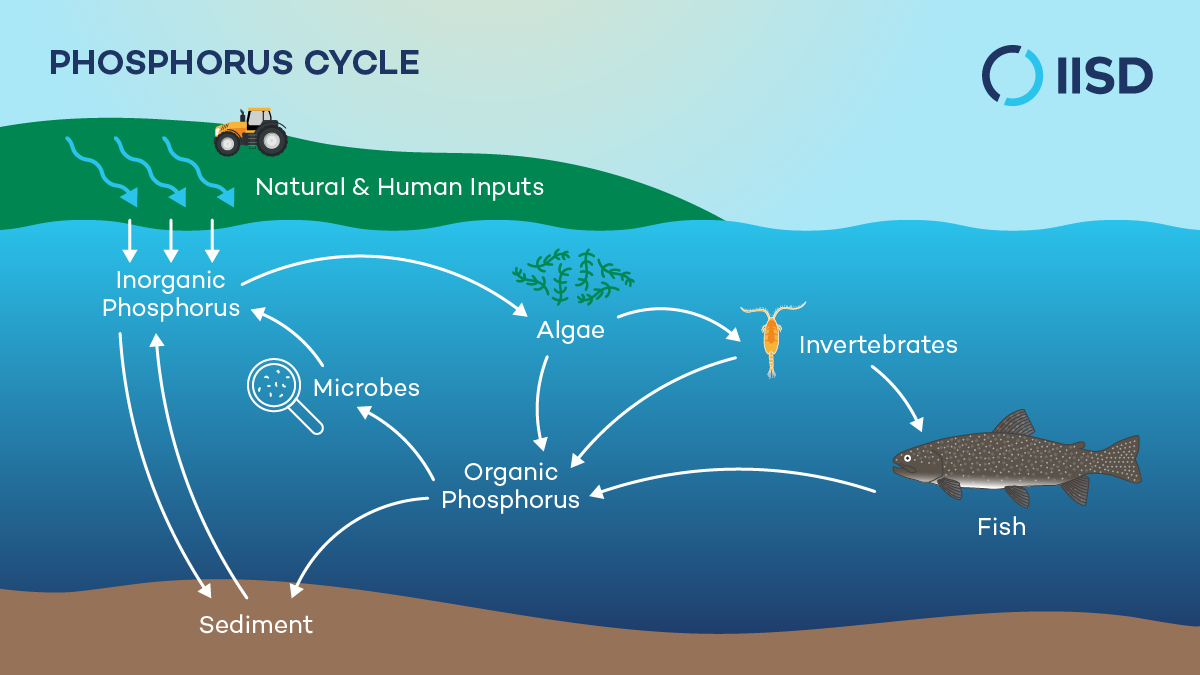 PHOSPHORUS CYCLE
IISD
Natural & Human Inputs
Inorganic
Phosphorus
Algae
Invertebrates
Microbes
Organic
Phosphorus
Fish
Sediment